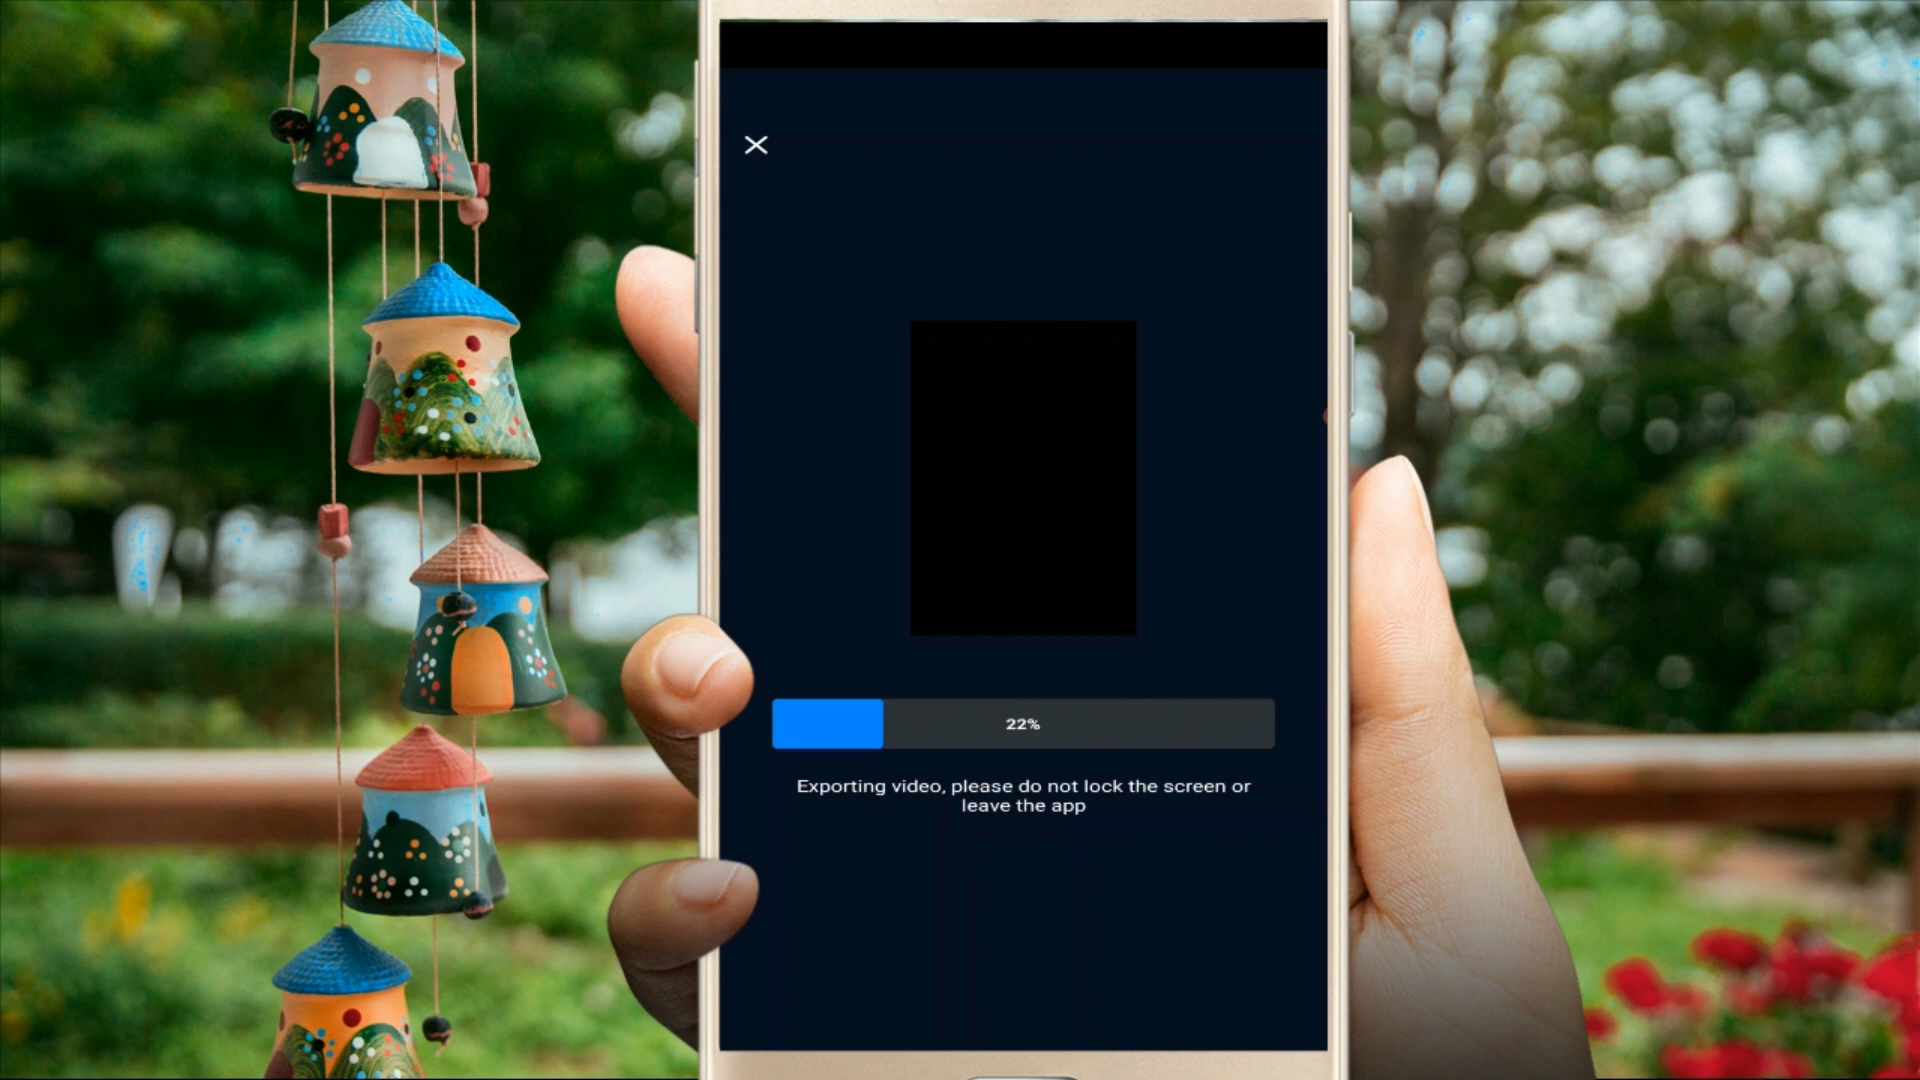 22%
Exporting video, please do not lock the screen or
leave the app